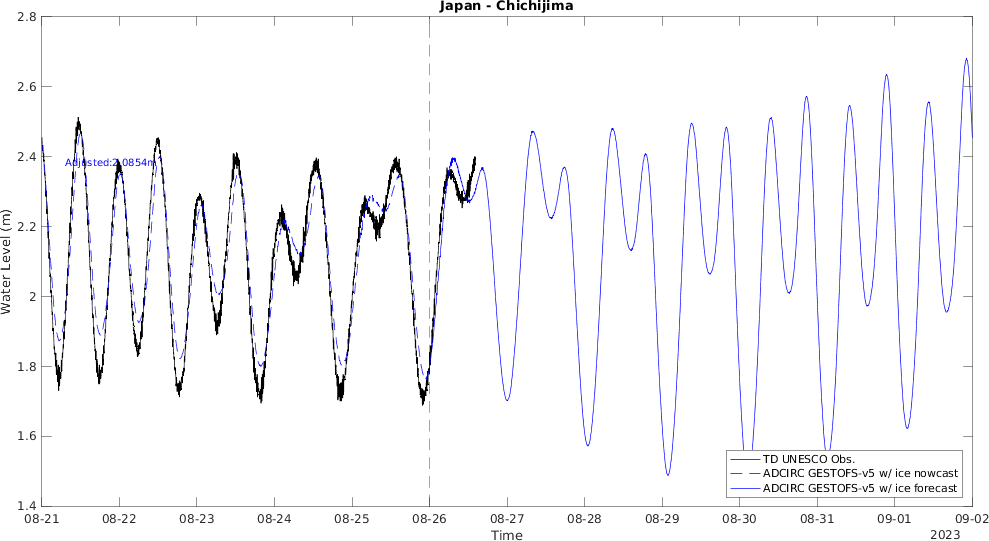 Japan - Chichijima
2.8
2.6
2.4
2.2
2
1.8
1.6
1.4
Water Level (m)
Adjusted:2.0854m
TD UNESCO Obs.
ADCIRC GESTOFS-v5 w/ ice nowcast
ADCIRC GESTOFS-v5 w/ ice forecast
08-21 08-22 08-23 08-24 08-25 08-26 08-27 08-28 08-29 08-30 08-31 09-01 09-02
Time
2023